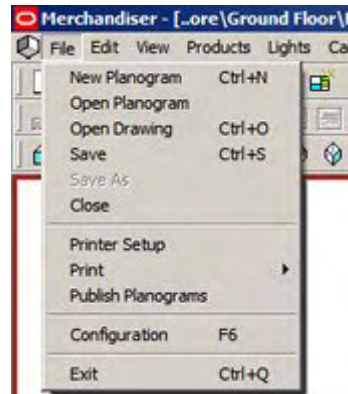 Merchandiser - [..ore\Ground Floor\
File Edit View Products Lights Ca
New Planogram Ctrl+N
Open Planogram
Open Drawing Ctrl+O
Save Ctrl+S
Save As
Close
Printer Setup
Print
Publish Planograms
Configuration F6
Exit Ctrl+Q